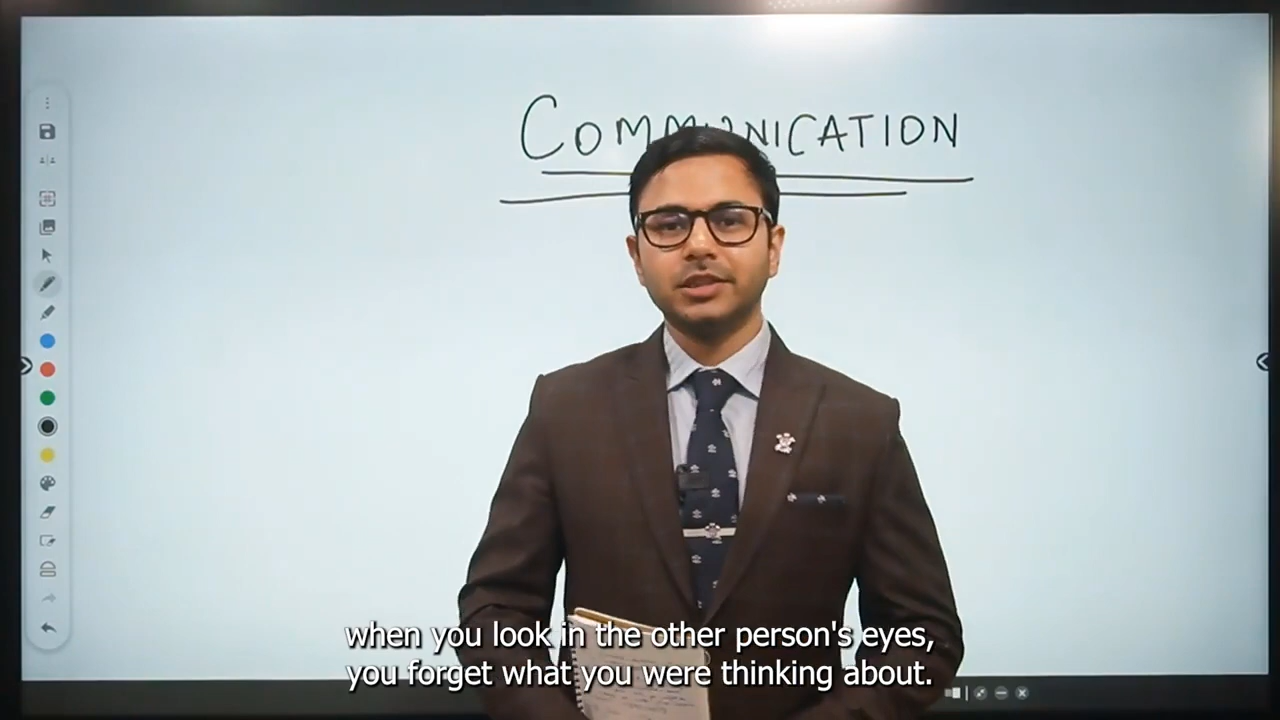 COMMUNICATION
when you look in the other person's eyes,
you forget what you were thinking about.